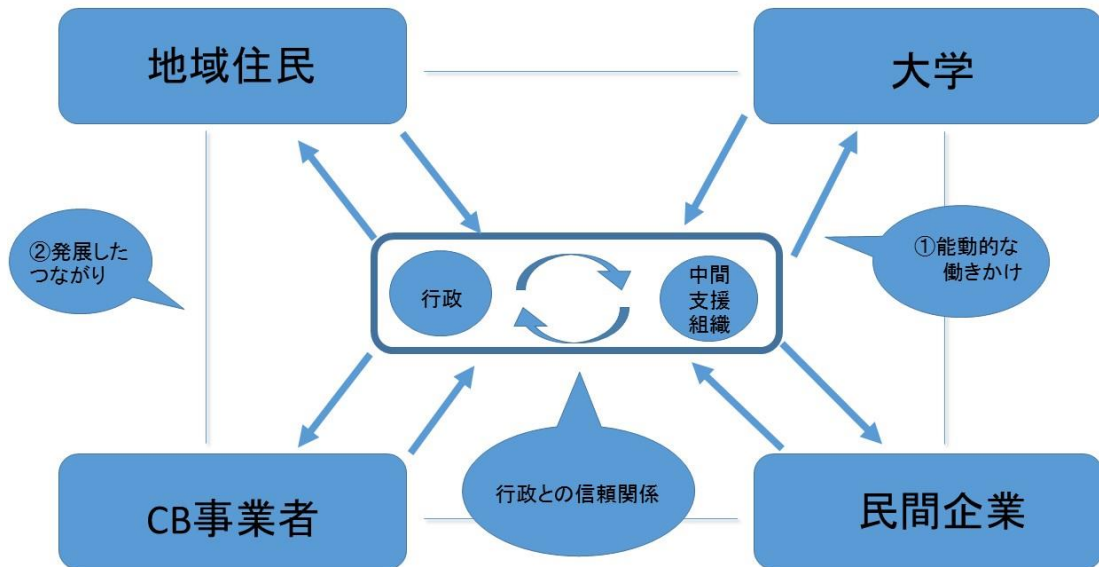 地域住民
大学
②発展した
つながり
①能動的な
働きかけ
行政
中間
支援
組織
行政との信頼関係
CB事業者
民間企業